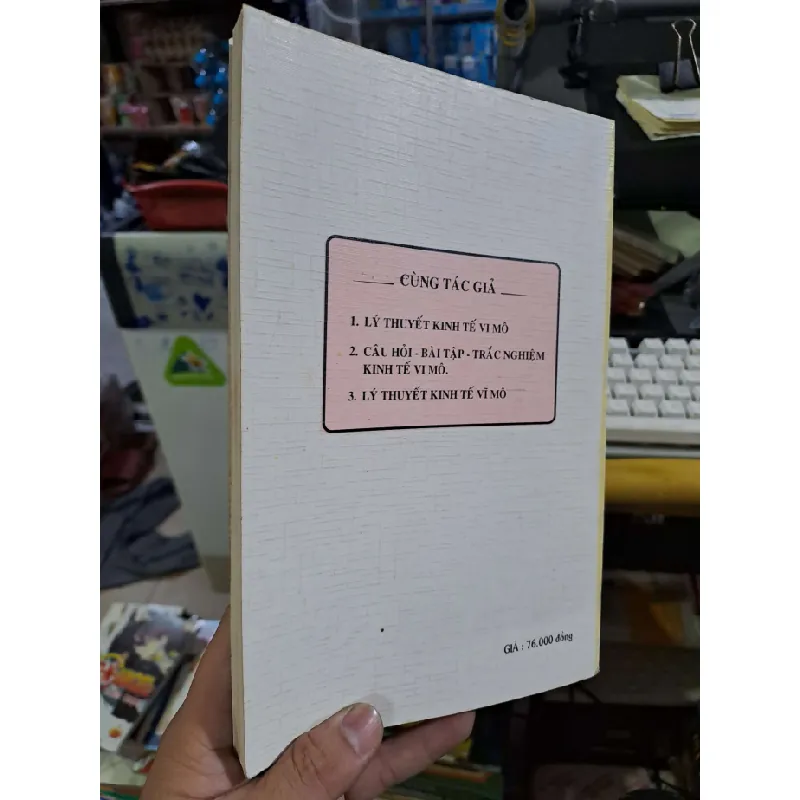 CÙNG TÁC GIẢ
1. LÝ THUYẾT KINH TẾ VI MÔ
2. CÂU HỎI - BÀI TẬP - TRẮC NGHIỆM
KINH TẾ VI MÔ.
3. LÝ THUYẾT KINH TẾ VĨ MÔ
GIÁ : 76.000 đồng